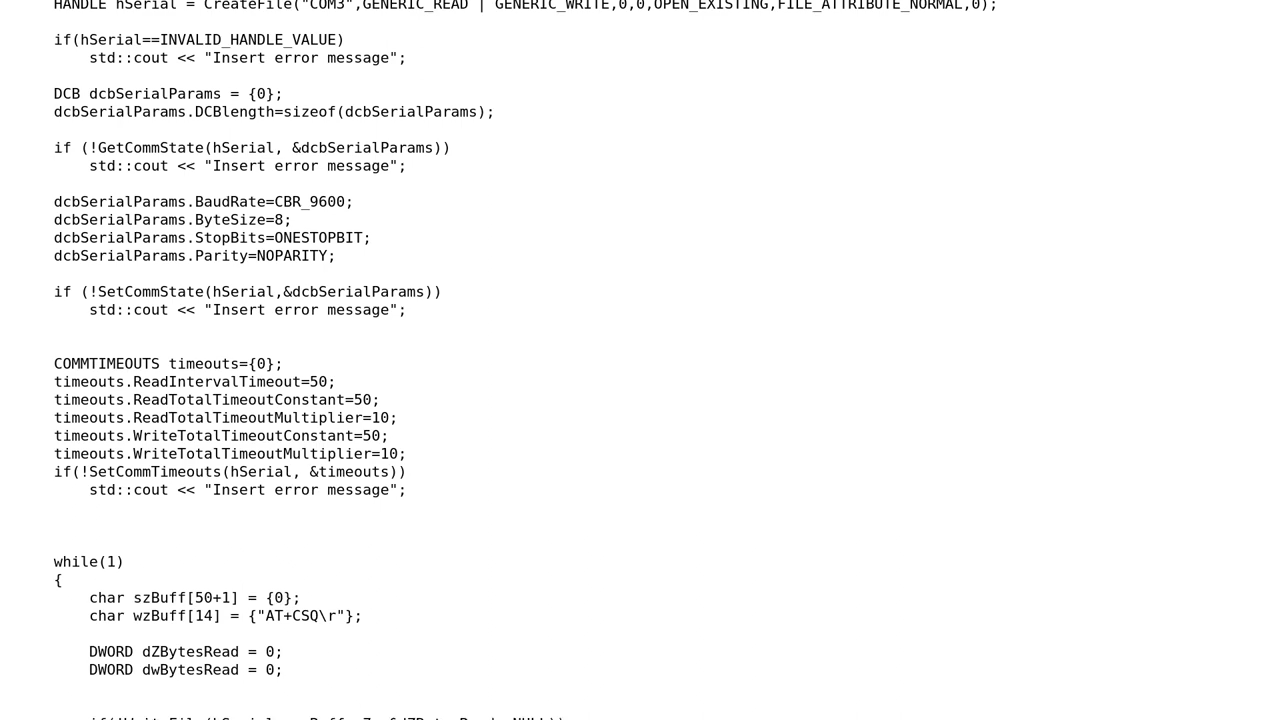 HANDLE hSerial = CreateFile("COM3",GENERIC_READ | GENERIC_WRITE,0,0,OPEN_EXISTING,FILE_ATTRIBUTE_NORMAL,0);
if(hSerial==INVALID_HANDLE_VALUE)
    std::cout << "Insert error message";
DCB dcbSerialParams = {0};
dcbSerialParams.DCBlength=sizeof(dcbSerialParams);
if (!GetCommState(hSerial, &dcbSerialParams))
    std::cout << "Insert error message";
dcbSerialParams.BaudRate=CBR_9600;
dcbSerialParams.ByteSize=8;
dcbSerialParams.StopBits=ONESTOPBIT;
dcbSerialParams.Parity=NOPARITY;
if (!SetCommState(hSerial,&dcbSerialParams))
    std::cout << "Insert error message";
COMMTIMEOUTS timeouts={0};
timeouts.ReadIntervalTimeout=50;
timeouts.ReadTotalTimeoutConstant=50;
timeouts.ReadTotalTimeoutMultiplier=10;
timeouts.WriteTotalTimeoutConstant=50;
timeouts.WriteTotalTimeoutMultiplier=10;
if(!SetCommTimeouts(hSerial, &timeouts))
    std::cout << "Insert error message";
while(1)
{
    char szBuff[50+1] = {0};
    char wzBuff[14] = {"AT+CSQ\r"};
    DWORD dZBytesRead = 0;
    DWORD dwBytesRead = 0;